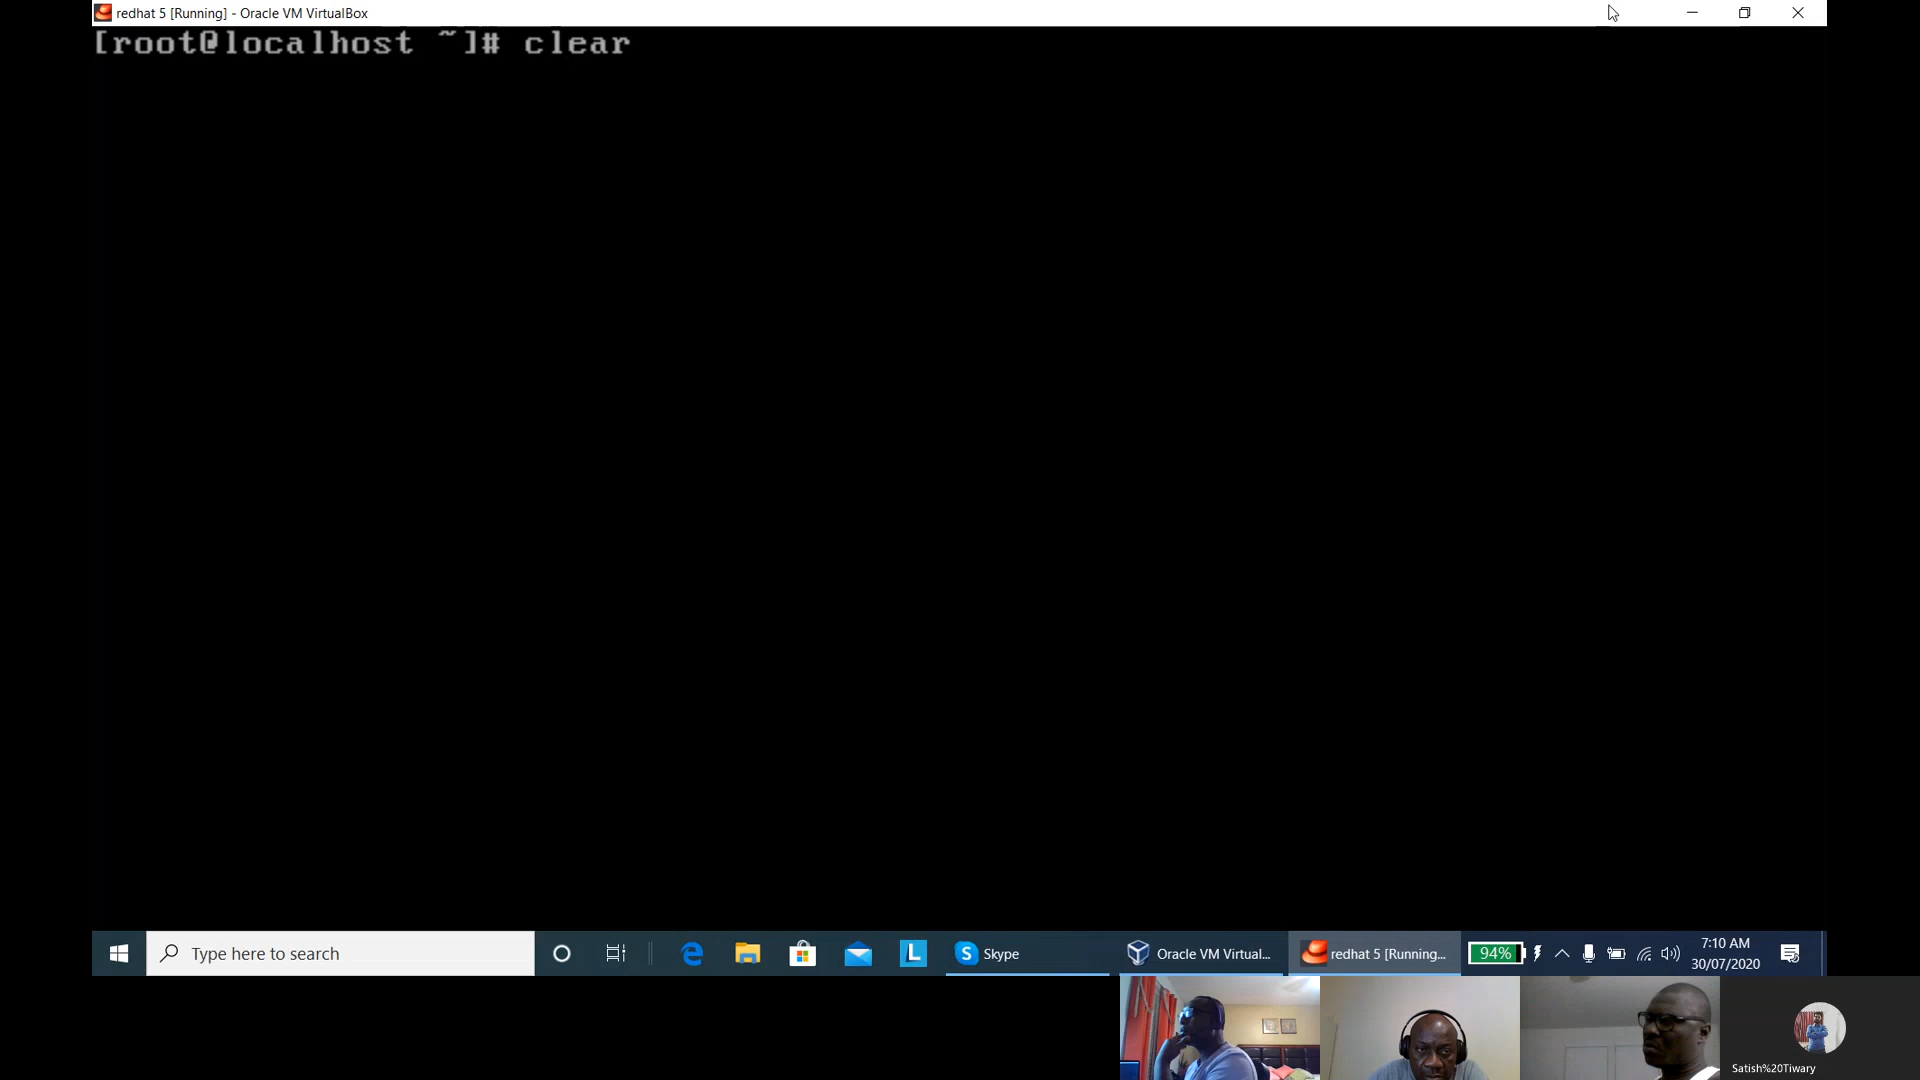 redhat 5 [Running] - Oracle VM VirtualBox
[root@localhost ~]# clear
Type here to search
L
S Skype
Oracle VM Virtual...
redhat 5 [Running...
94%
7:10 AM
30/07/2020
Satish%20Tiwary